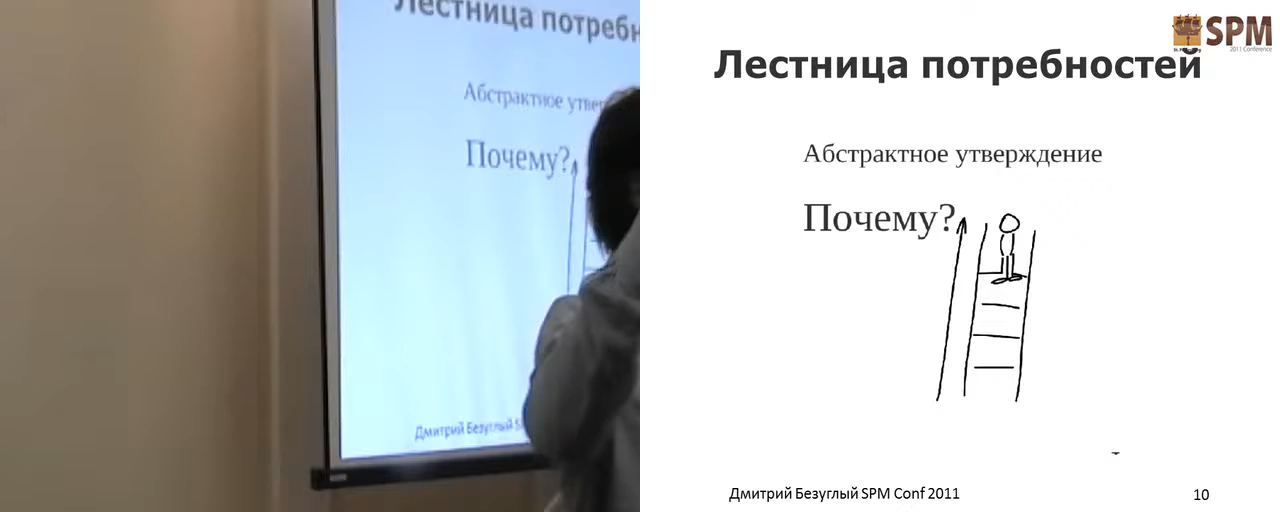 Лестница потребн
Абстрактное утвер
Почему?
Дмитрий Безуглый S
SPM
2011 Conference
Лестница потребностей
Абстрактное утверждение
Почему?
Дмитрий Безуглый SPM Conf 2011
10